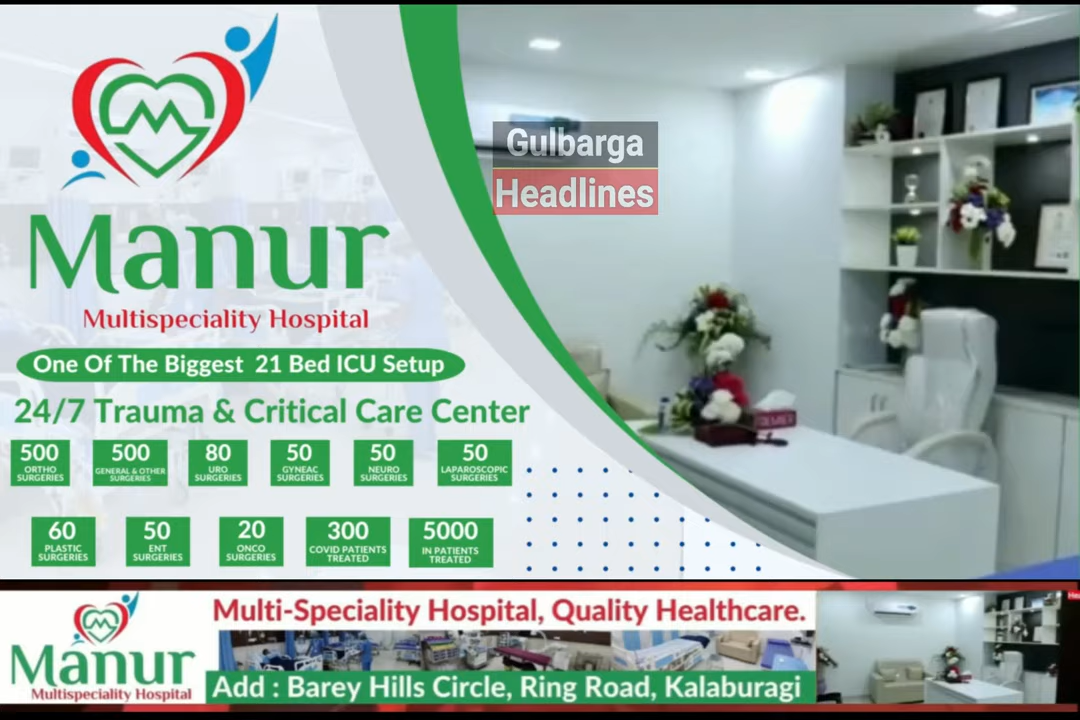 Gulbarga
Headlines
Manur
Multispeciality Hospital
One Of The Biggest 21 Bed ICU Setup
24/7 Trauma & Critical Care Center
500
ORTHO
SURGERIES
500
GENERAL & OTHER
SURGERIES
80
URO
SURGERIES
50
GYNEAC
SURGERIES
50
NEURO
SURGERIES
50
LAPAROSCOPIC
SURGERIES
60
PLASTIC
SURGERIES
50
ENT
SURGERIES
20
ONCO
SURGERIES
300
COVID PATIENTS
TREATED
5000
IN PATIENTS
TREATED
Manur
Multispeciality Hospital
Multi-Speciality Hospital, Quality Healthcare.
Add : Barey Hills Circle, Ring Road, Kalaburagi